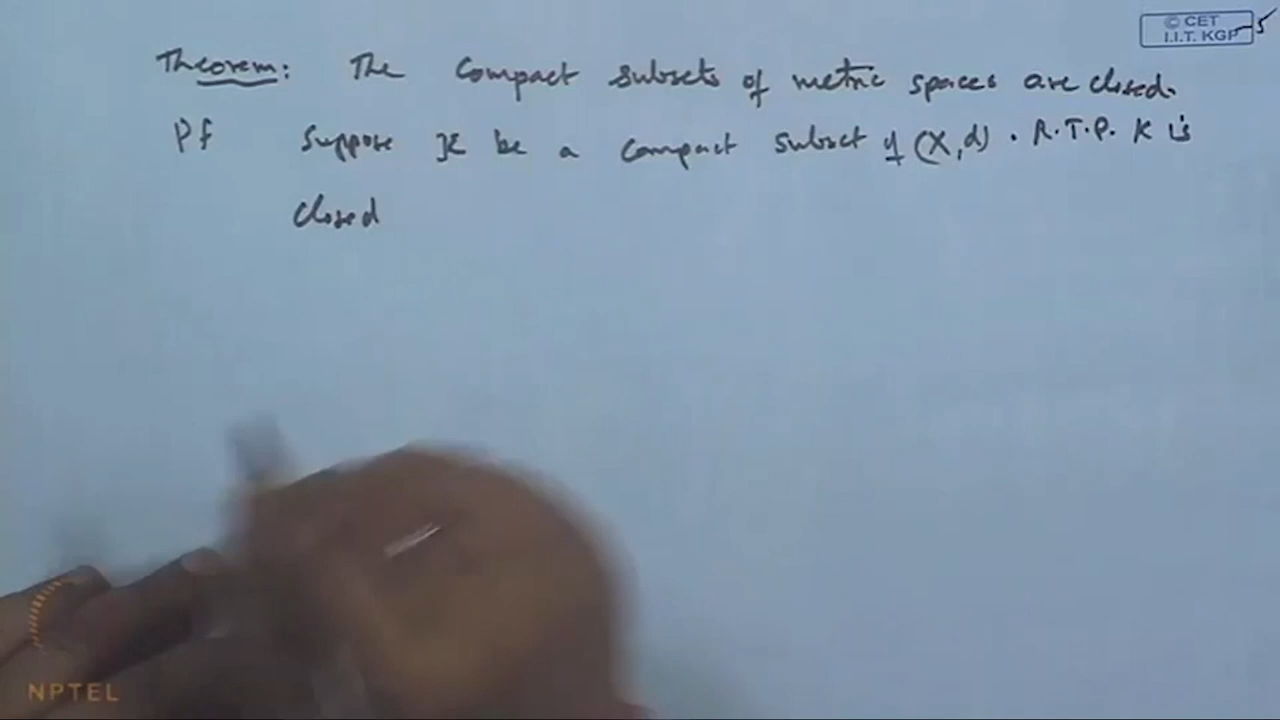 © CET
I.I.T. KGP
5
Theorem: The Compact subsets of metric spaces are closed.
Pf Suppose K be a compact subset of (X,d). R.T.P. K is
closed
NPTEL